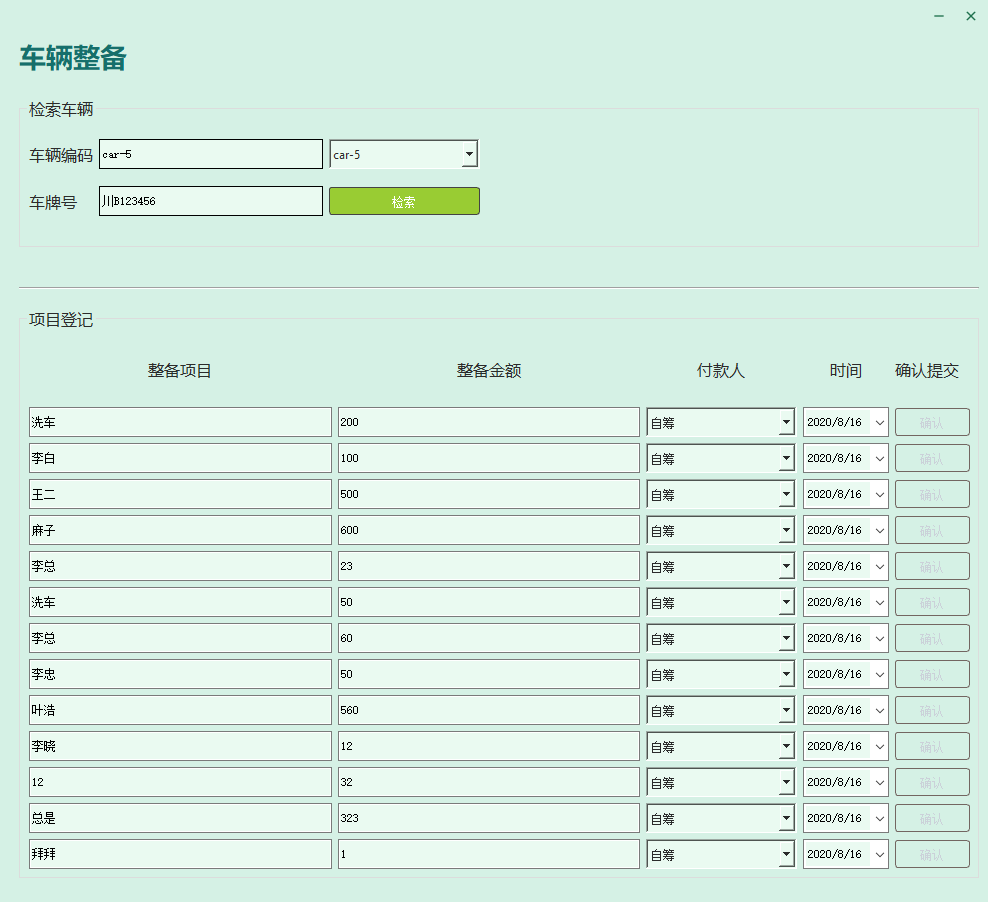 车辆整备
检索车辆
车辆编码 car-5 car-5
车牌号 川B123456 检索
项目登记
整备项目 整备金额 付款人 时间 确认提交
洗车 200 自筹 2020/8/16 确认
李白 100 自筹 2020/8/16 确认
王二 500 自筹 2020/8/16 确认
麻子 600 自筹 2020/8/16 确认
李总 23 自筹 2020/8/16 确认
洗车 50 自筹 2020/8/16 确认
李总 60 自筹 2020/8/16 确认
李忠 50 自筹 2020/8/16 确认
叶浩 560 自筹 2020/8/16 确认
李晓 12 自筹 2020/8/16 确认
12 32 自筹 2020/8/16 确认
总是 323 自筹 2020/8/16 确认
拜拜 1 自筹 2020/8/16 确认